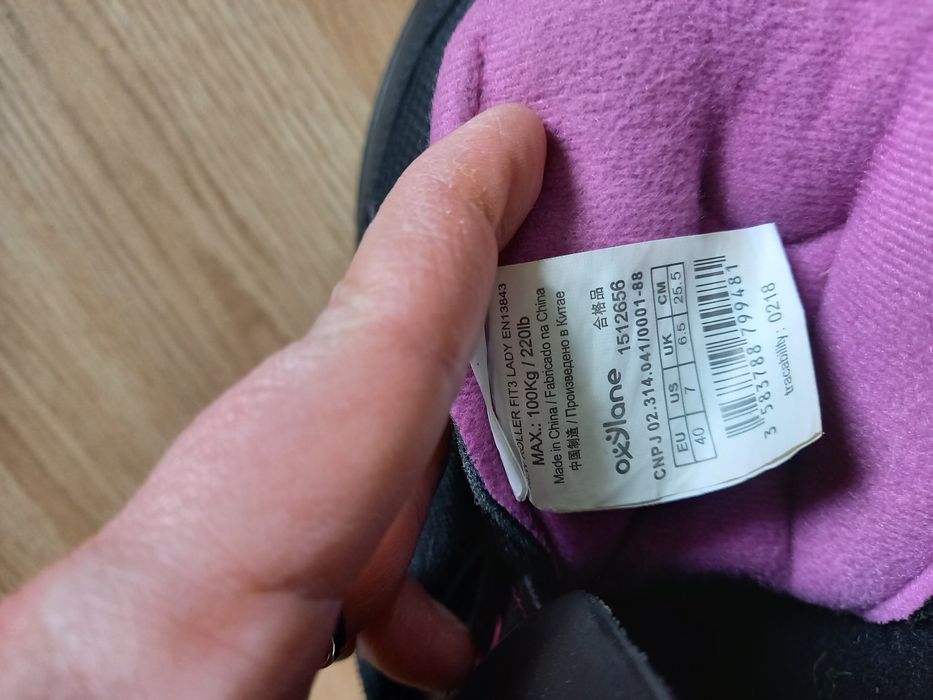 ROLLER FIT3 LADY EN13843
MAX.: 100Kg / 220lb
Made in China / Fabricado na China
中国制造 / Произведено в Китае
合格品
oxylane 1512656
CNPJ 02.314.041/0001-88
EU US UK CM
40 7 6.5 25.5
3 583788 799481
tracability: 0218